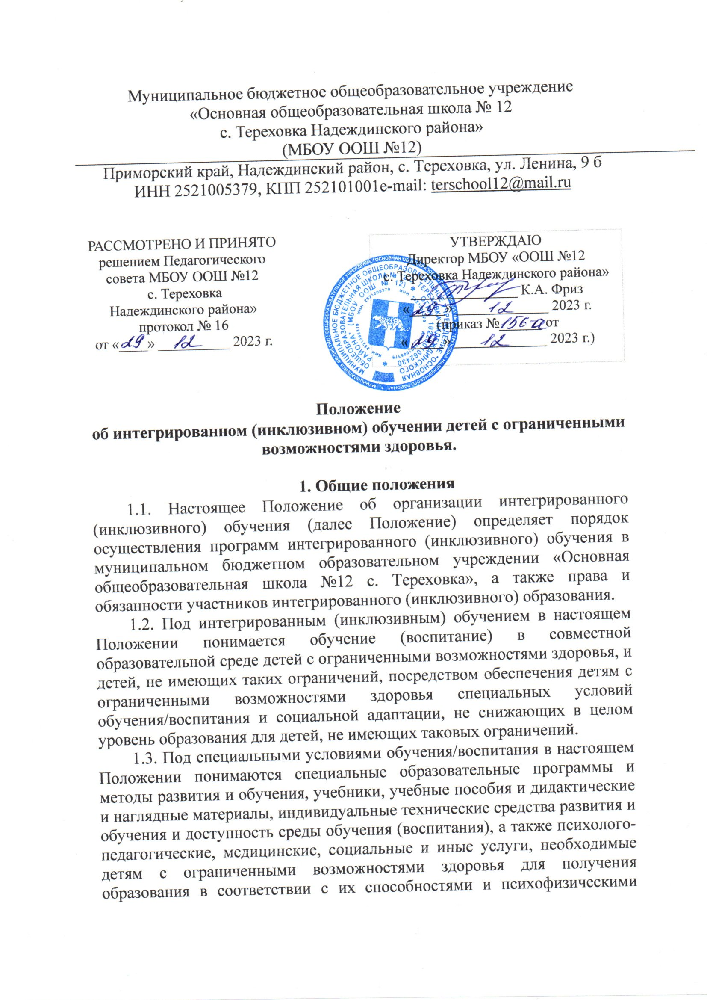 Муниципальное бюджетное общеобразовательное учреждение
«Основная общеобразовательная школа № 12
с. Тереховка Надеждинского района»
(МБОУ ООШ №12)
Приморский край, Надеждинский район, с. Тереховка, ул. Ленина, 9 б
ИНН 2521005379, КПП 252101001e-mail: terschool12@mail.ru
РАССМОТРЕНО И ПРИНЯТО
решением Педагогического
совета МБОУ ООШ №12
с. Тереховка
Надеждинского района»
протокол № 16
от «29» 12 2023 г.
УТВЕРЖДАЮ
Директор МБОУ «ООШ №12
с. Тереховка Надеждинского района»
К.А. Фриз
«29» 12 2023 г.
(приказ №156-а от
«29» 12 2023 г.)
Положение
об интегрированном (инклюзивном) обучении детей с ограниченными
возможностями здоровья.
1. Общие положения
1.1. Настоящее Положение об организации интегрированного
(инклюзивного) обучения (далее Положение) определяет порядок
осуществления программ интегрированного (инклюзивного) обучения в
муниципальном бюджетном образовательном учреждении «Основная
общеобразовательная школа №12 с. Тереховка», а также права и
обязанности участников интегрированного (инклюзивного) образования.
1.2. Под интегрированным (инклюзивным) обучением в настоящем
Положении понимается обучение (воспитание) в совместной
образовательной среде детей с ограниченными возможностями здоровья, и
детей, не имеющих таких ограничений, посредством обеспечения детям с
ограниченными возможностями здоровья специальных условий
обучения/воспитания и социальной адаптации, не снижающих в целом
уровень образования для детей, не имеющих таковых ограничений.
1.3. Под специальными условиями обучения/воспитания в настоящем
Положении понимаются специальные образовательные программы и
методы развития и обучения, учебники, учебные пособия и дидактические
и наглядные материалы, индивидуальные технические средства развития и
обучения и доступность среды обучения (воспитания), а также психолого-
педагогические, медицинские, социальные и иные услуги, необходимые
детям с ограниченными возможностями здоровья для получения
образования в соответствии с их способностями и психофизическими